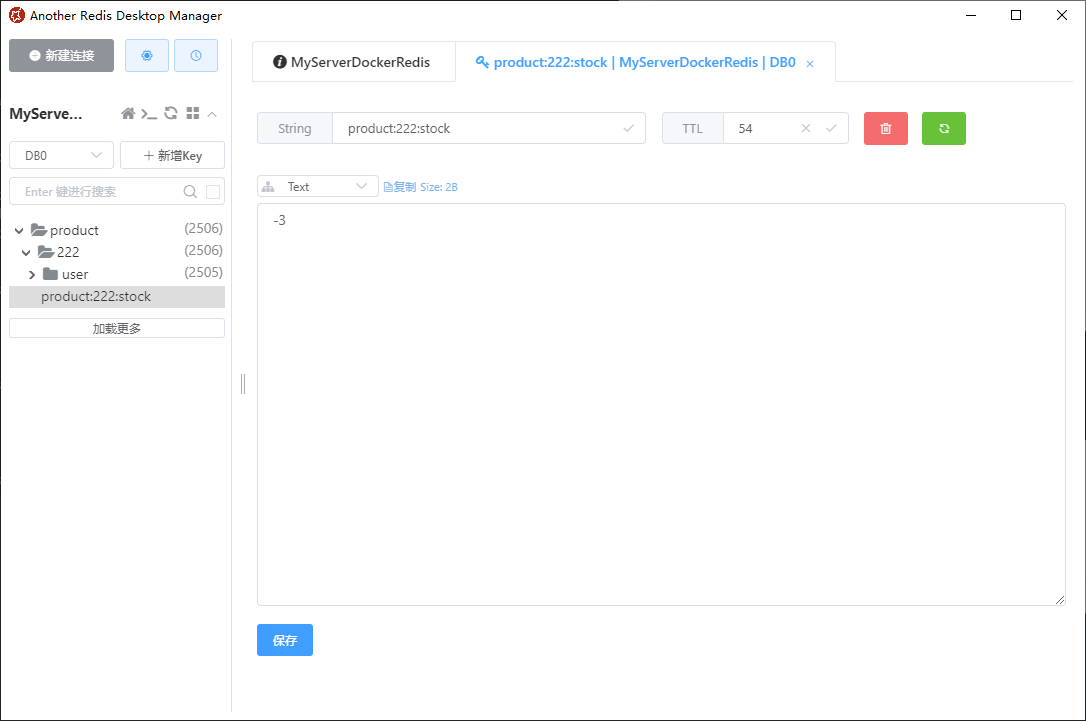 Another Redis Desktop Manager
新建连接
MyServe...
DB0
新增Key
Enter 键进行搜索
product (2506)
222 (2506)
user (2505)
product:222:stock
加载更多
MyServerDockerRedis
product:222:stock | MyServerDockerRedis | DB0
String product:222:stock
TTL 54
Text
复制 Size: 2B
-3
保存